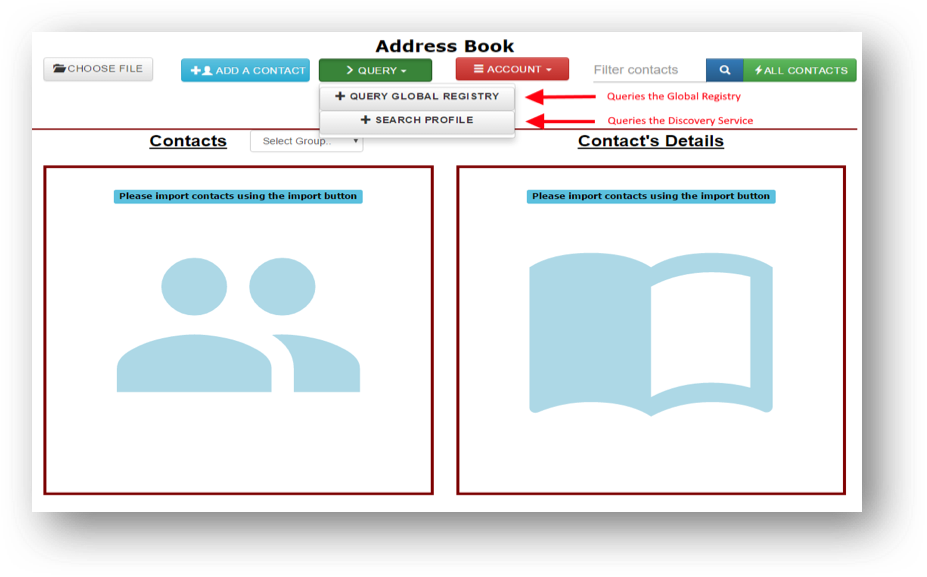 Address Book
CHOOSE FILE
ADD A CONTACT
QUERY
ACCOUNT
Filter contacts
ALL CONTACTS
QUERY GLOBAL REGISTRY
Queries the Global Registry
SEARCH PROFILE
Queries the Discovery Service
Contacts
Select Group..
Contact's Details
Please import contacts using the import button
Please import contacts using the import button